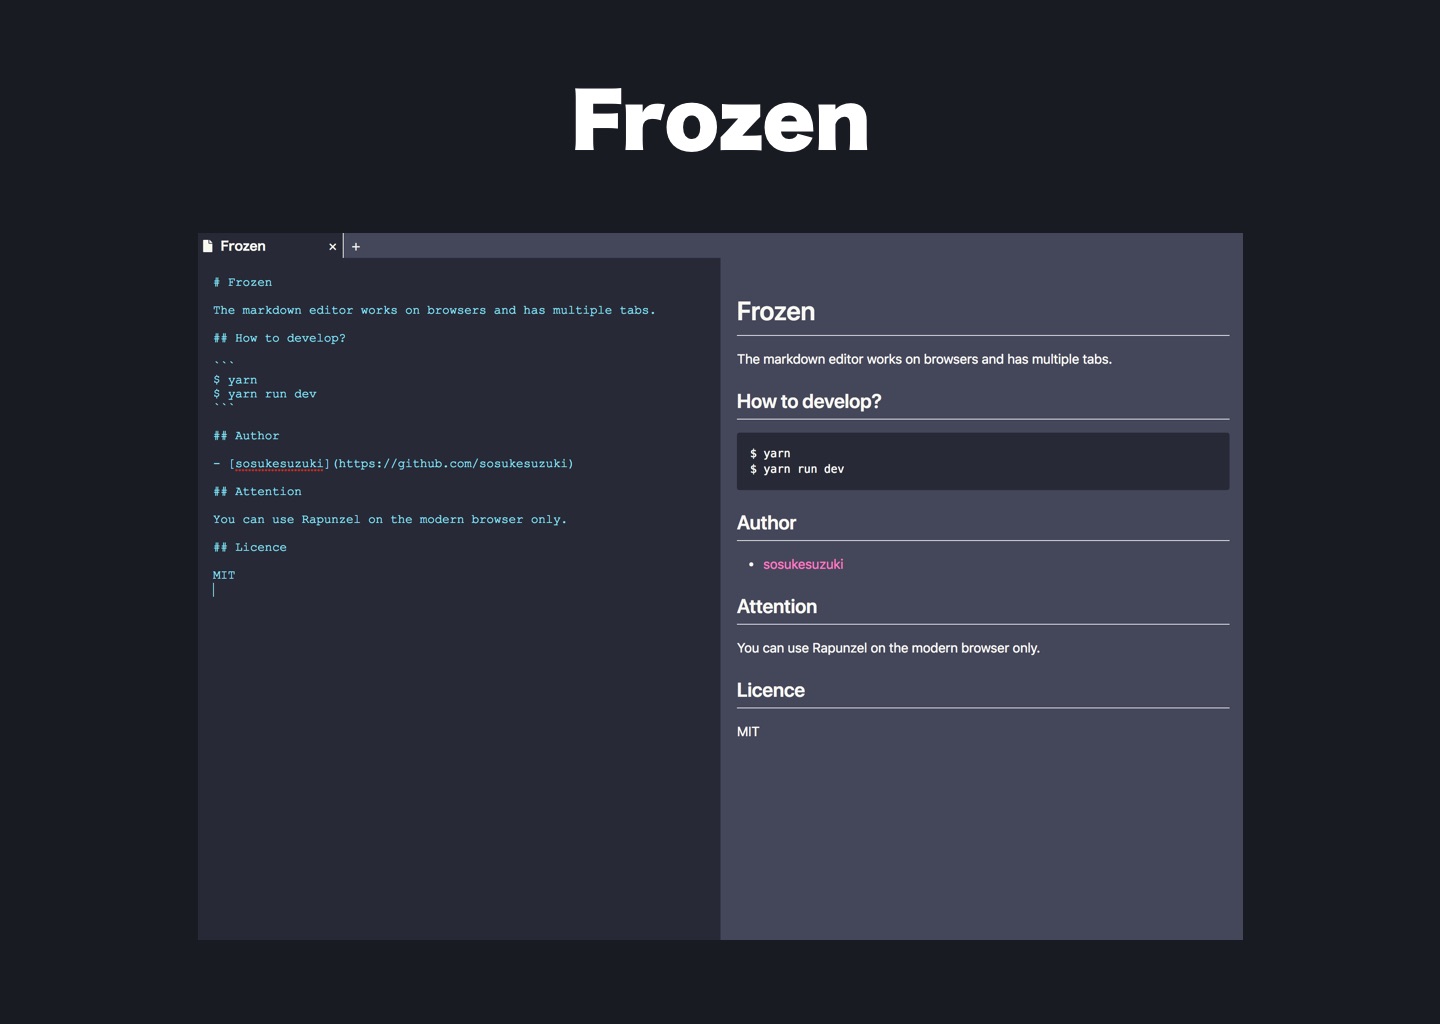 Frozen
Frozen × +
# Frozen
The markdown editor works on browsers and has multiple tabs.
## How to develop?
```
$ yarn
$ yarn run dev
```
## Author
- [sosukesuzuki](https://github.com/sosukesuzuki)
## Attention
You can use Rapunzel on the modern browser only.
## Licence
MIT
Frozen
The markdown editor works on browsers and has multiple tabs.
How to develop?
$ yarn
$ yarn run dev
Author
• sosukesuzuki
Attention
You can use Rapunzel on the modern browser only.
Licence
MIT